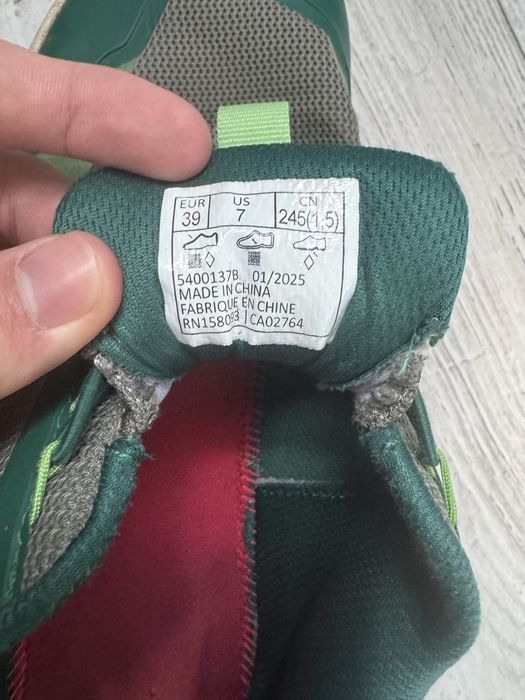 EUR US CN
39 7 245(1.5)
5400137B 01/2025
MADE IN CHINA
FABRIQUE EN CHINE
CA02764